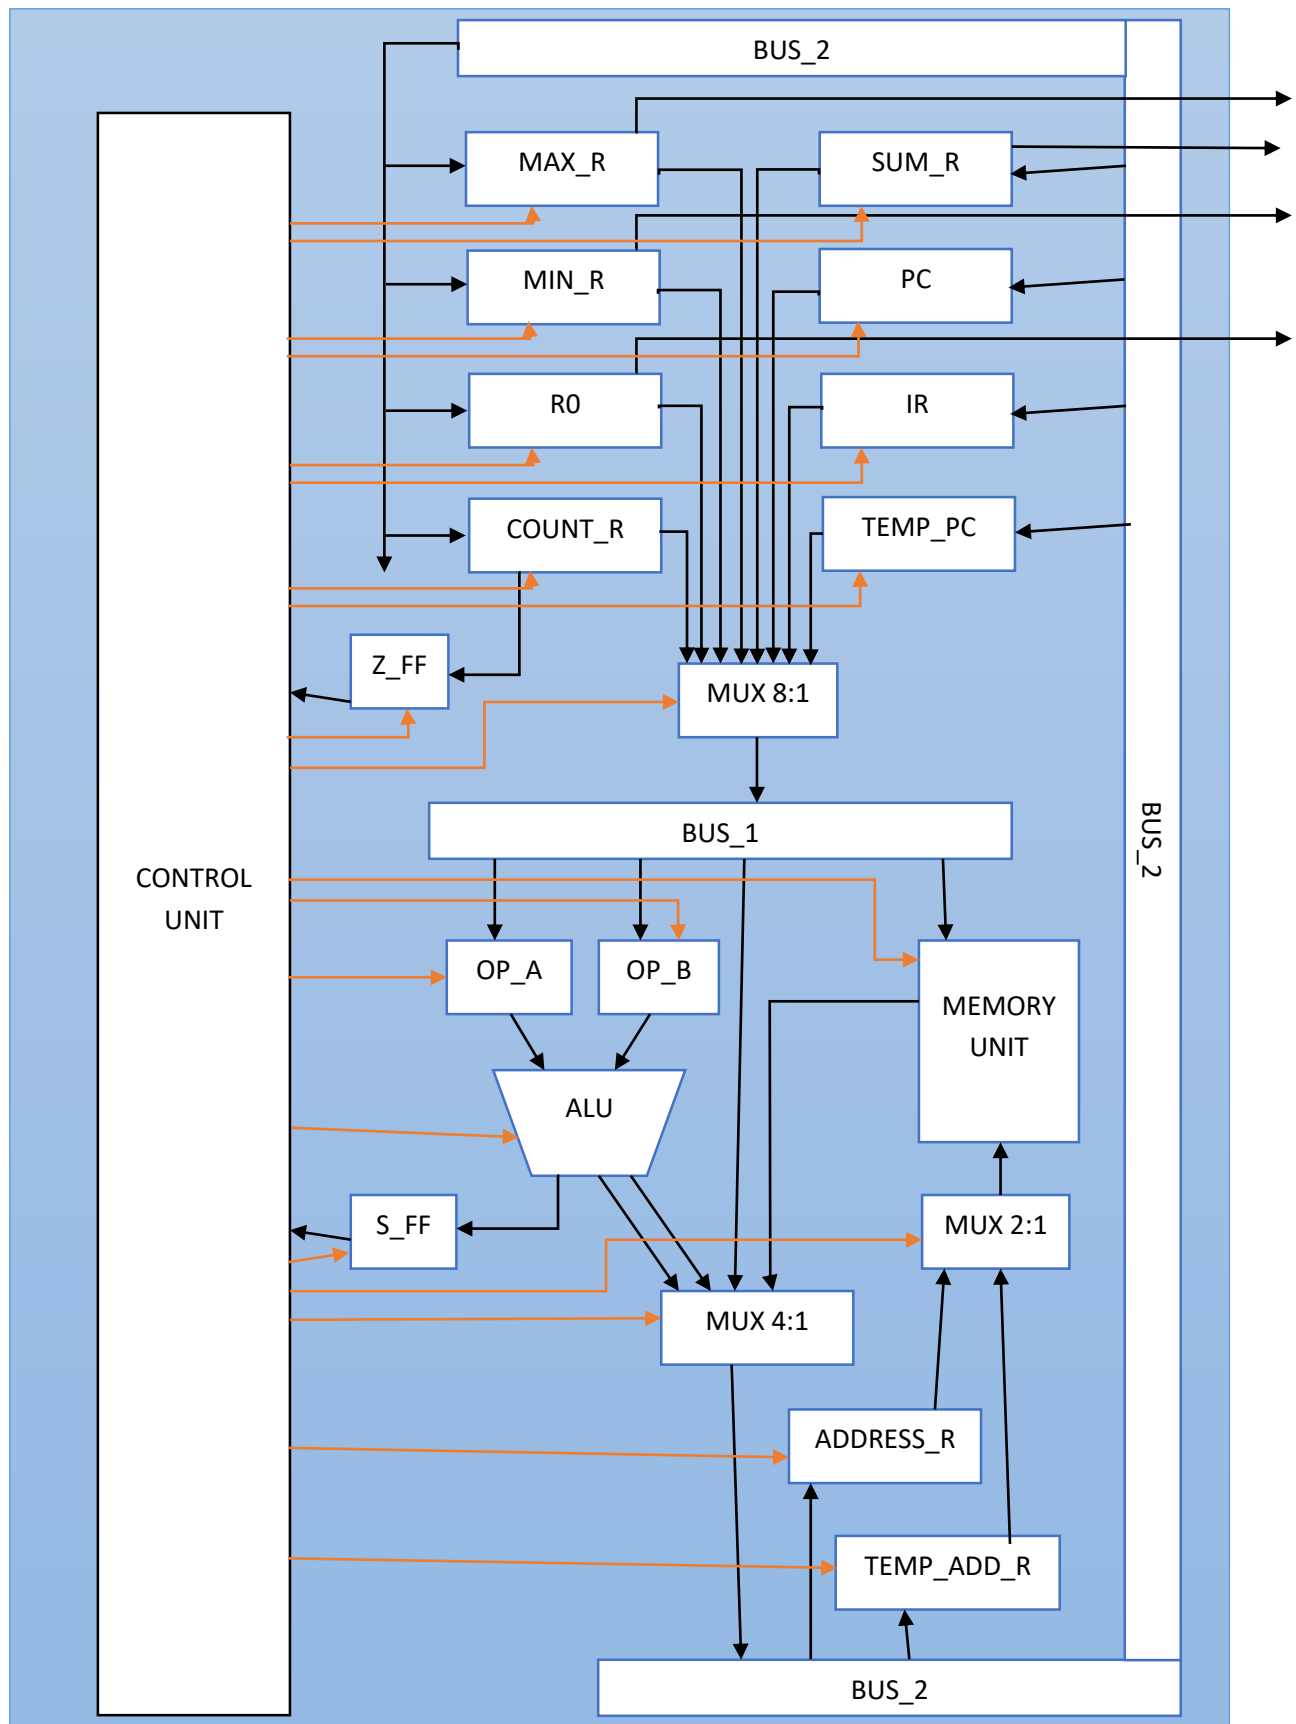 BUS_2
MAX_R
SUM_R
MIN_R
PC
R0
IR
COUNT_R
TEMP_PC
Z_FF
MUX 8:1
BUS_1
BUS_2
CONTROL
UNIT
OP_A
OP_B
MEMORY
UNIT
ALU
S_FF
MUX 2:1
MUX 4:1
ADDRESS_R
TEMP_ADD_R
BUS_2